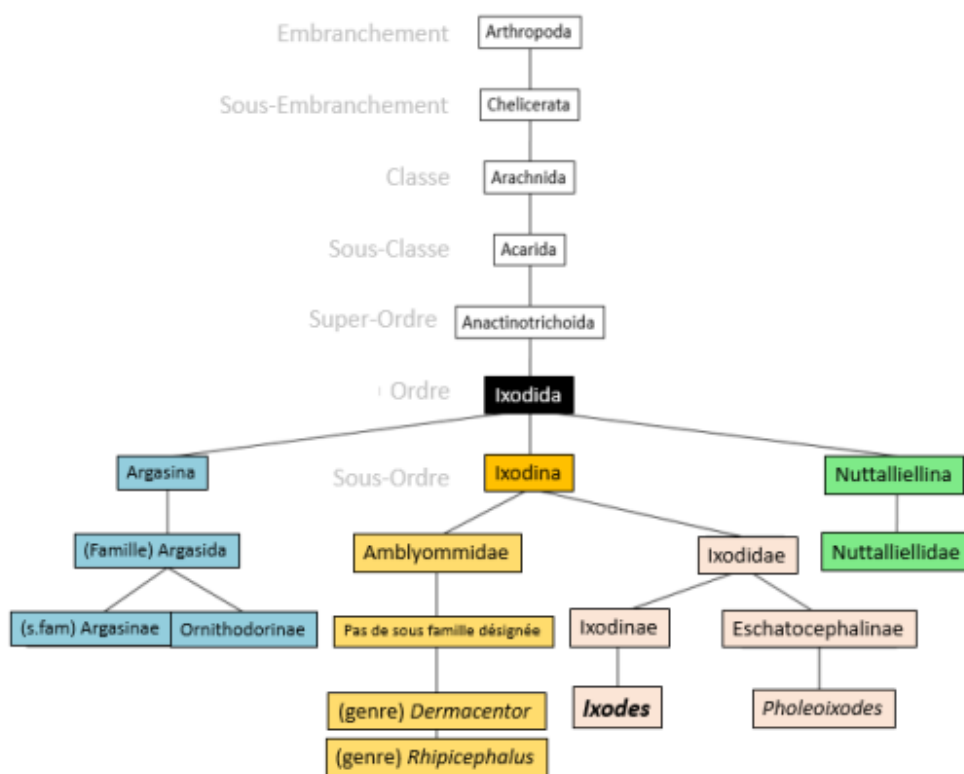 Embranchement Arthropoda
Sous-Embranchement Chelicerata
Classe Arachnida
Sous-Classe Acarida
Super-Ordre Anactinotrichoida
Ordre Ixodida
Argasina Sous-Ordre Ixodina Nuttalliellina
(Famille) Argasida Amblyommidae Ixodidae Nuttalliellidae
(s.fam) Argasinae Ornithodorinae Pas de sous famille désignée Ixodinae Eschatocephalinae
(genre) Dermacentor Ixodes Pholeoixodes
(genre) Rhipicephalus